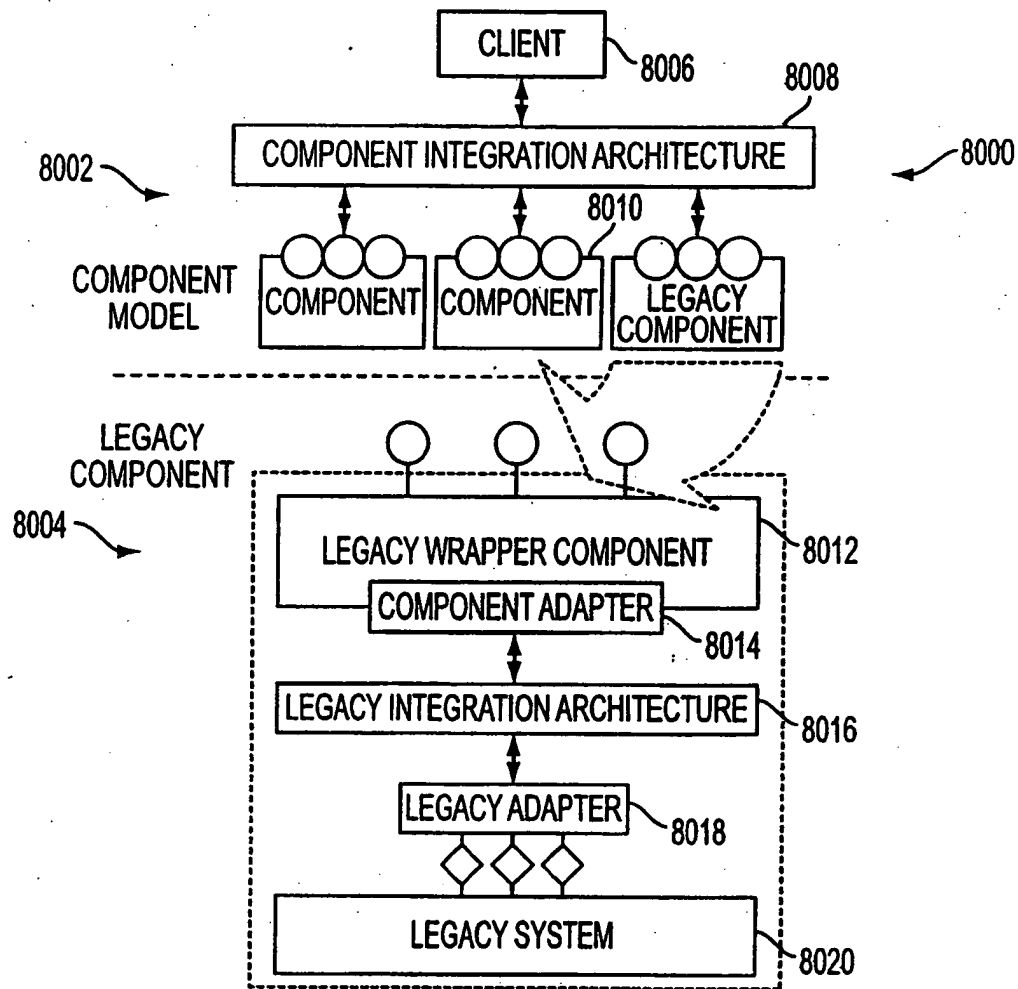 CLIENT
8006
8008
COMPONENT INTEGRATION ARCHITECTURE
8000
8002
8010
COMPONENT
MODEL
COMPONENT
COMPONENT
LEGACY
COMPONENT
LEGACY
COMPONENT
8004
LEGACY WRAPPER COMPONENT
8012
COMPONENT ADAPTER
8014
LEGACY INTEGRATION ARCHITECTURE
8016
LEGACY ADAPTER
8018
LEGACY SYSTEM
8020